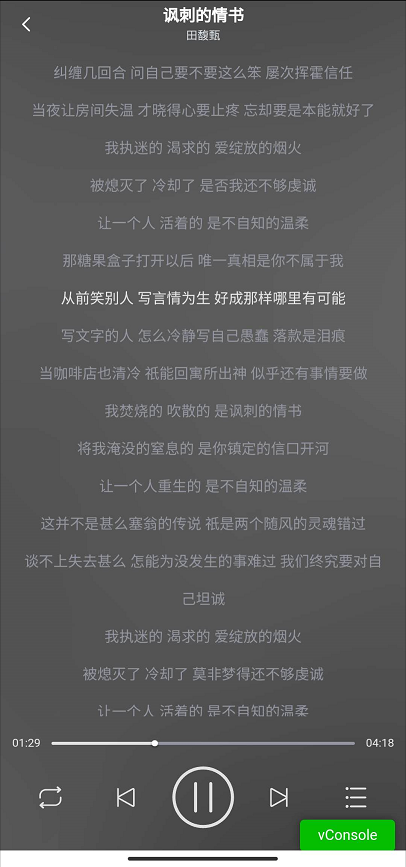 讽刺的情书
田馥甄
纠缠几回合 问自己要不要这么笨 屡次挥霍信任
当夜让房间失温 才晓得心要止疼 忘却要是本能就好了
我执迷的 渴求的 爱绽放的烟火
被熄灭了 冷却了 是否我还不够虔诚
让一个人 活着的 是不自知的温柔
那糖果盒子打开以后 唯一真相是你不属于我
从前笑别人 写言情为生 好成那样哪里有可能
写文字的人 怎么冷静写自己愚蠢 落款是泪痕
当咖啡店也清冷 祇能回寓所出神 似乎还有事情要做
我焚烧的 吹散的 是讽刺的情书
将我淹没的窒息的 是你镇定的信口开河
让一个人重生的 是不自知的温柔
这并不是甚么塞翁的传说 祇是两个随风的灵魂错过
谈不上失去甚么 怎能为没发生的事难过 我们终究要对自
己坦诚
我执迷的 渴求的 爱绽放的烟火
被熄灭了 冷却了 莫非梦得还不够虔诚
让一个人 活着的 是不自知的温柔
01:29
04:18
vConsole